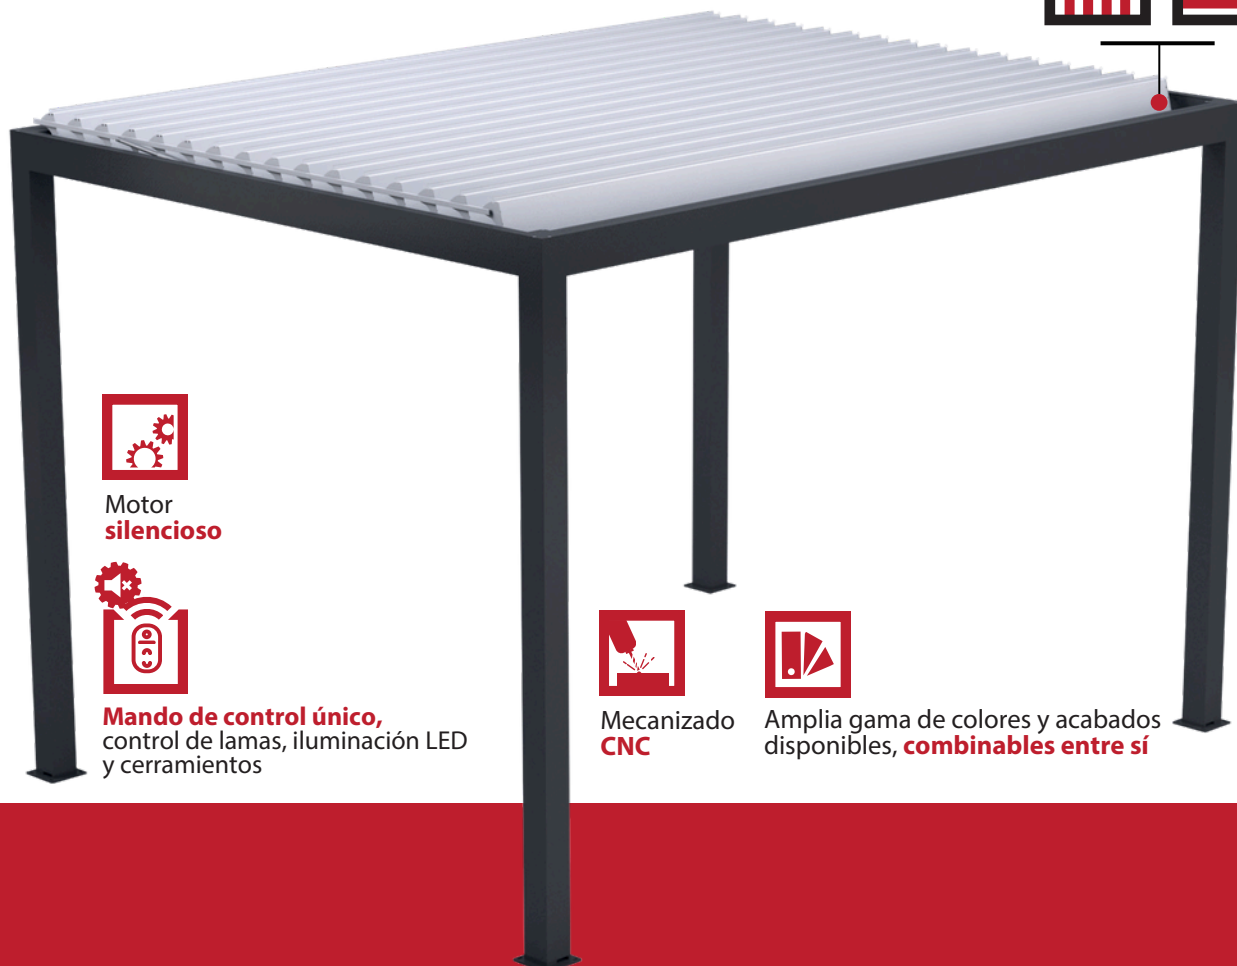 Motor
silencioso
Mando de control único,
control de lamas, iluminación LED
y cerramientos
Mecanizado
CNC
Amplia gama de colores y acabados
disponibles, combinables entre sí